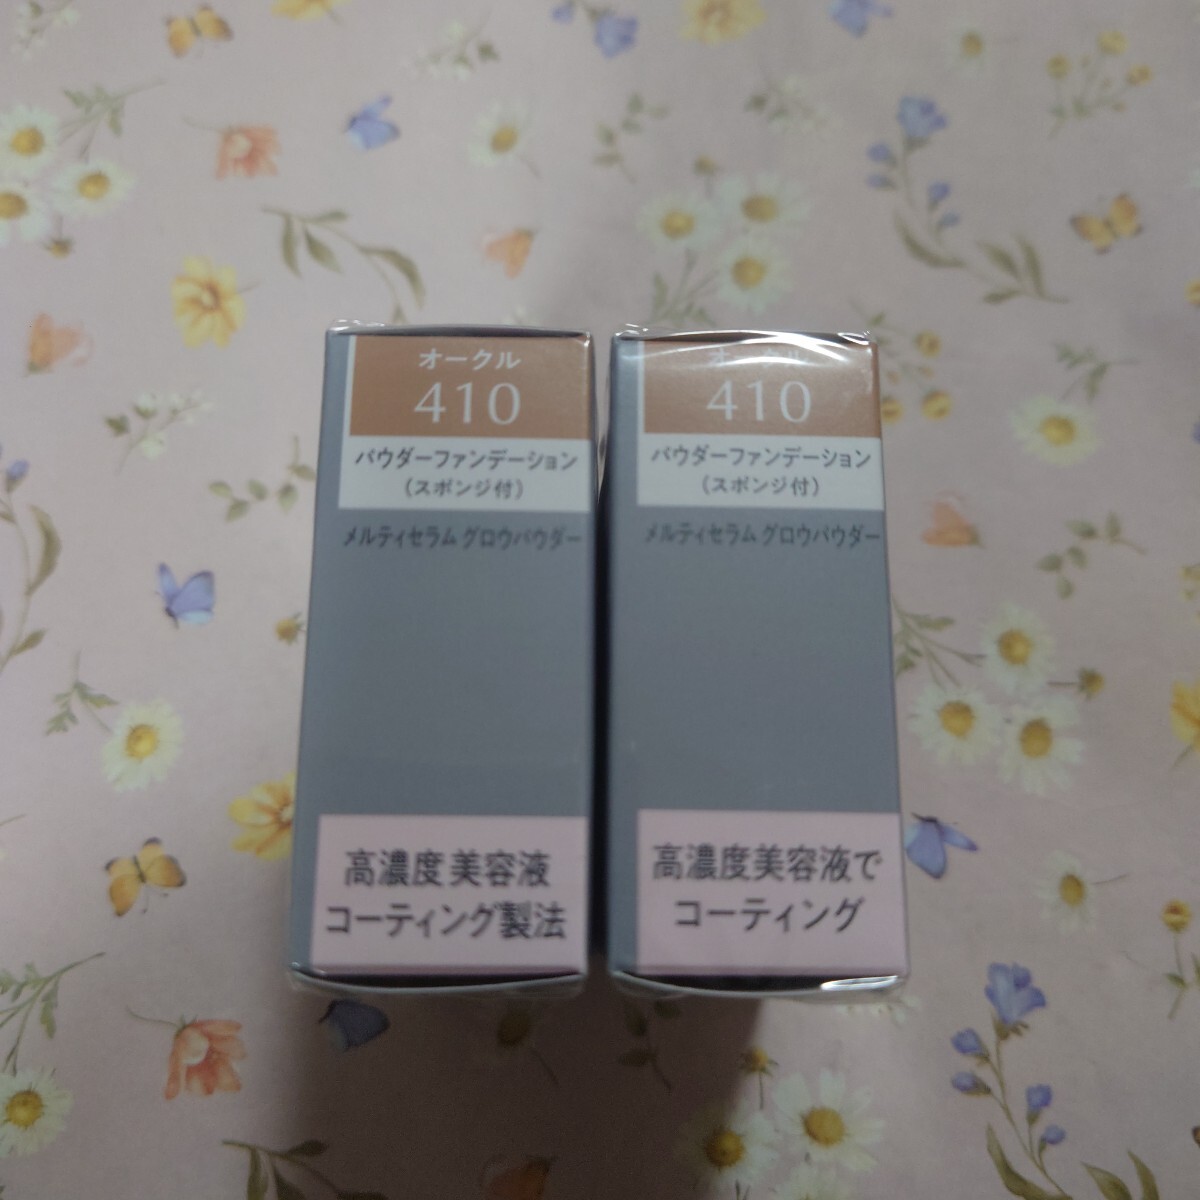 オークル
410
パウダーファンデーション
（スポンジ付）
メルティセラム グロウパウダー
高濃度美容液
コーティング製法
オークル
410
パウダーファンデーション
（スポンジ付）
メルティセラム グロウパウダー
高濃度美容液で
コーティング